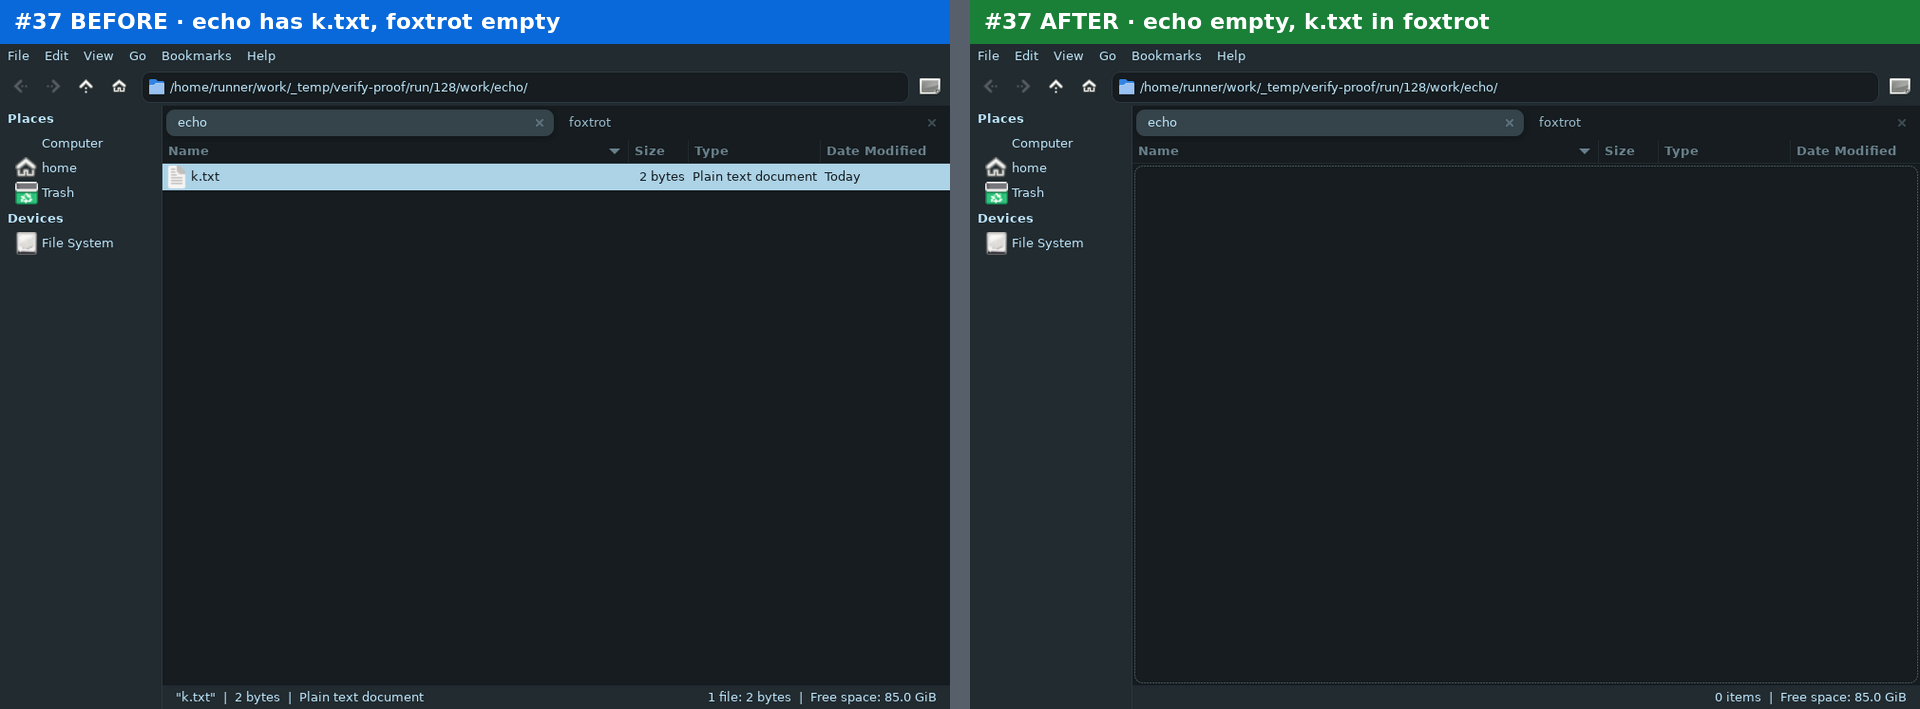 #37 BEFORE · echo has k.txt, foxtrot empty
File Edit View Go Bookmarks Help
/home/runner/work/_temp/verify-proof/run/128/work/echo/
Places
Computer
home
Trash
Devices
File System
echo × foxtrot ×
Name Size Type Date Modified
k.txt 2 bytes Plain text document Today
"k.txt" | 2 bytes | Plain text document 1 file: 2 bytes | Free space: 85.0 GiB
#37 AFTER · echo empty, k.txt in foxtrot
File Edit View Go Bookmarks Help
/home/runner/work/_temp/verify-proof/run/128/work/echo/
Places
Computer
home
Trash
Devices
File System
echo × foxtrot ×
Name Size Type Date Modified
0 items | Free space: 85.0 GiB